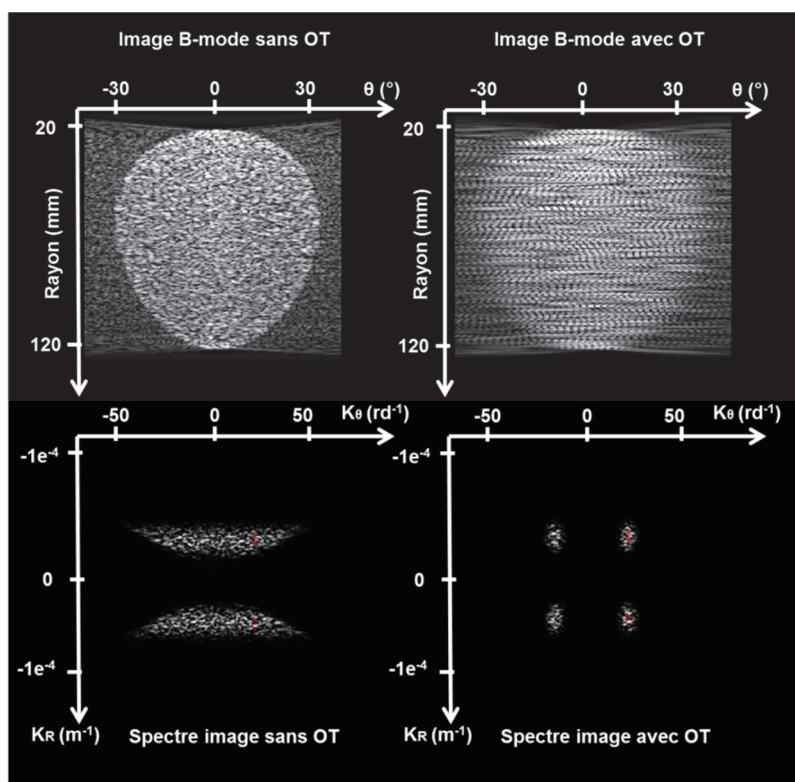 Image B-mode sans OT
Image B-mode avec OT
-30 0 30 θ (°)
-30 0 30 θ (°)
20
Rayon (mm)
120
20
Rayon (mm)
120
-50 0 50 Kθ (rd-1)
-50 0 50 Kθ (rd-1)
-1e-4
0
-1e-4
-1e-4
0
-1e-4
KR (m-1) Spectre image sans OT
KR (m-1) Spectre image avec OT